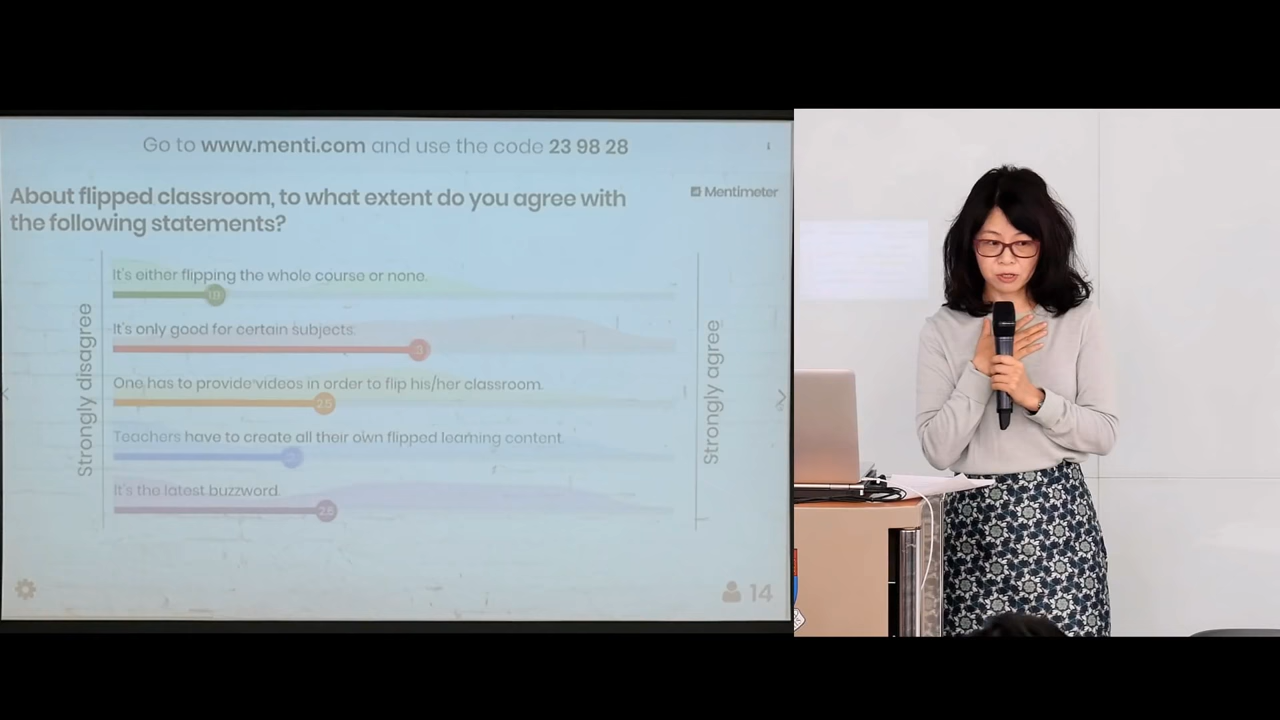 Go to www.menti.com and use the code 23 98 28
Mentimeter
About flipped classroom, to what extent do you agree with
the following statements?
Strongly disagree
It's either flipping the whole course or none.
It's only good for certain subjects.
3
One has to provide videos in order to flip his/her classroom.
2.5
Teachers have to create all their own flipped learning content.
It's the latest buzzword.
Strongly agree
14